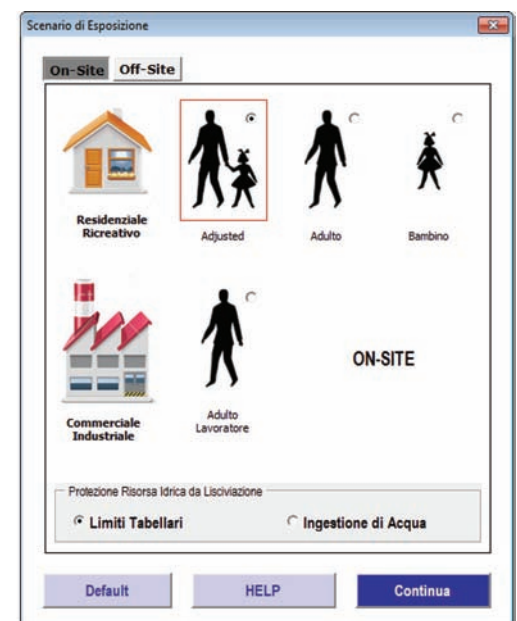 Scenario di Esposizione
On-Site Off-Site
Residenziale
Ricreativo
Adjusted
Adulto
Bambino
Commerciale
Industriale
Adulto
Lavoratore
ON-SITE
Protezione Risorsa Idrica da Lisciviazione
Limiti Tabellari
Ingestione di Acqua
Default
HELP
Continua